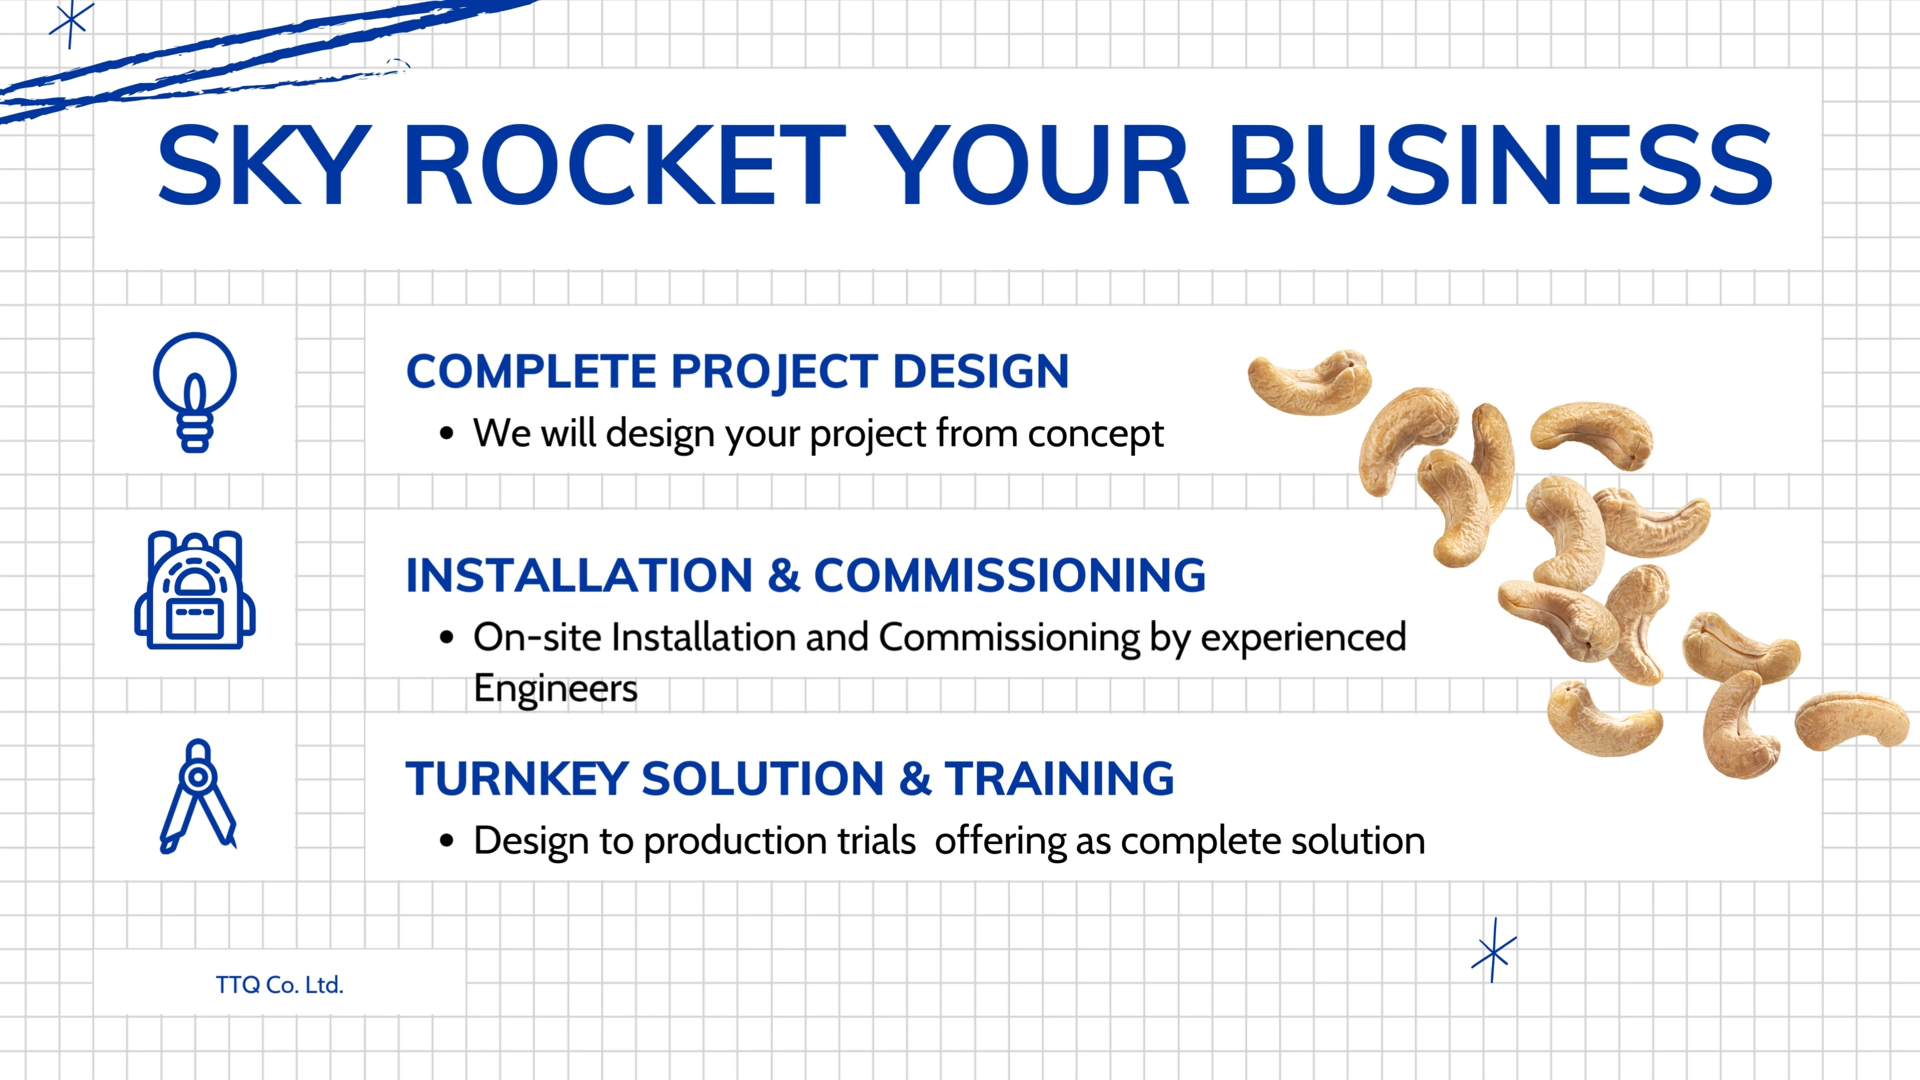 SKY ROCKET YOUR BUSINESS
COMPLETE PROJECT DESIGN
• We will design your project from concept
INSTALLATION & COMMISSIONING
• On-site Installation and Commissioning by experienced
Engineers
TURNKEY SOLUTION & TRAINING
• Design to production trials  offering as complete solution
TTQ Co. Ltd.